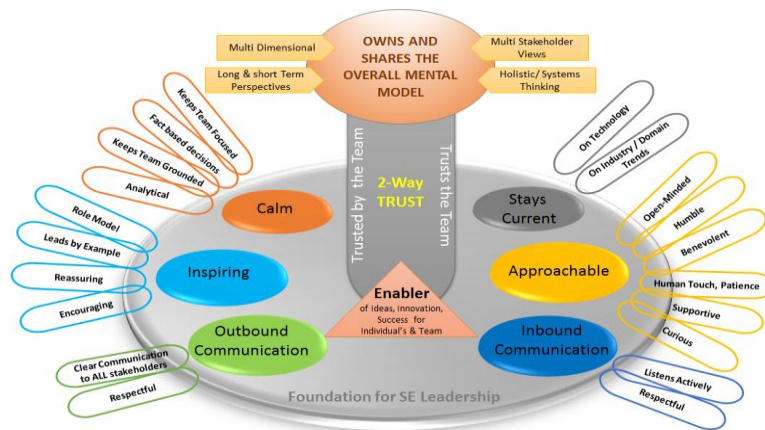 OWNS AND
SHARES THE
OVERALL MENTAL
MODEL
Multi Dimensional
Long & short Term
Perspectives
Multi Stakeholder
Views
Holistic/ Systems
Thinking
Keeps Team Focused
Fact based decisions
Keeps Team Grounded
Analytical
On Technology
On Industry / Domain
Trends
Trusted by the Team
2-Way
TRUST
Trusts the Team
Calm
Stays
Current
Role Model
Leads by Example
Reassuring
Encouraging
Inspiring
Approachable
Open-Minded
Humble
Benevolent
Human Touch, Patience
Supportive
Curious
Enabler
of Ideas, Innovation,
Success for
Individual's & Team
Outbound
Communication
Inbound
Communication
Clear Communication
to ALL stakeholders
Respectful
Listens Actively
Respectful
Foundation for SE Leadership